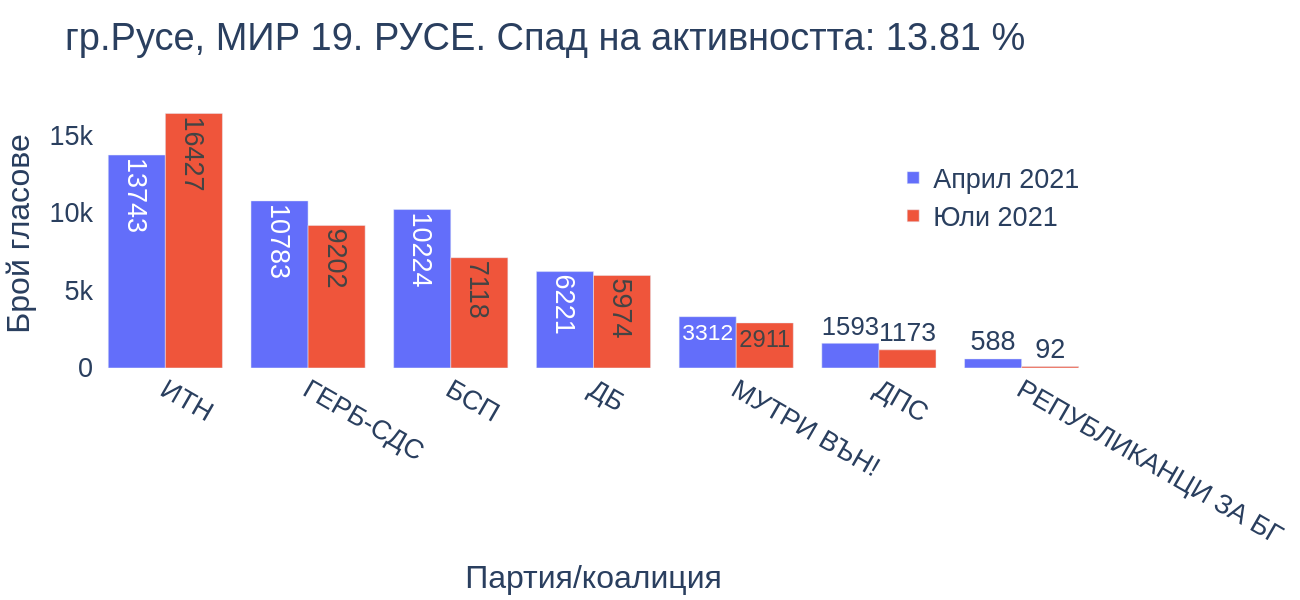 гр.Русе, МИР 19. РУСЕ. Спад на активността: 13.81 %
Брой гласове
15k
10k
5k
0
13743
16427
10783
9202
10224
7118
6221
5974
3312
2911
1593
1173
588
92
Април 2021
Юли 2021
ИТН
ГЕРБ-СДС
БСП
ДБ
МУТРИ ВЪН!
ДПС
РЕПУБЛИКАНЦИ ЗА БГ
Партия/коалиция